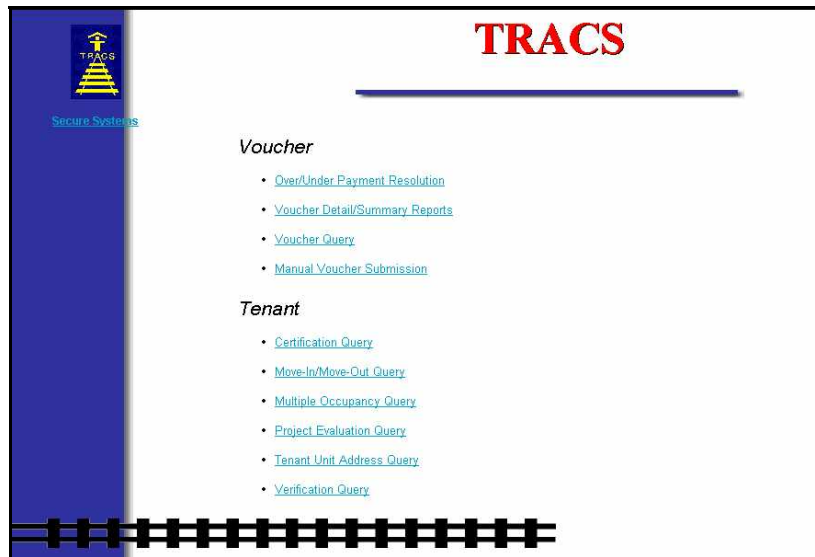 TRACS
TRACS
Secure Systems
Voucher
• Over/Under Payment Resolution
• Voucher Detail/Summary Reports
• Voucher Query
• Manual Voucher Submission
Tenant
• Certification Query
• Move-In/Move-Out Query
• Multiple Occupancy Query
• Project Evaluation Query
• Tenant Unit Address Query
• Verification Query